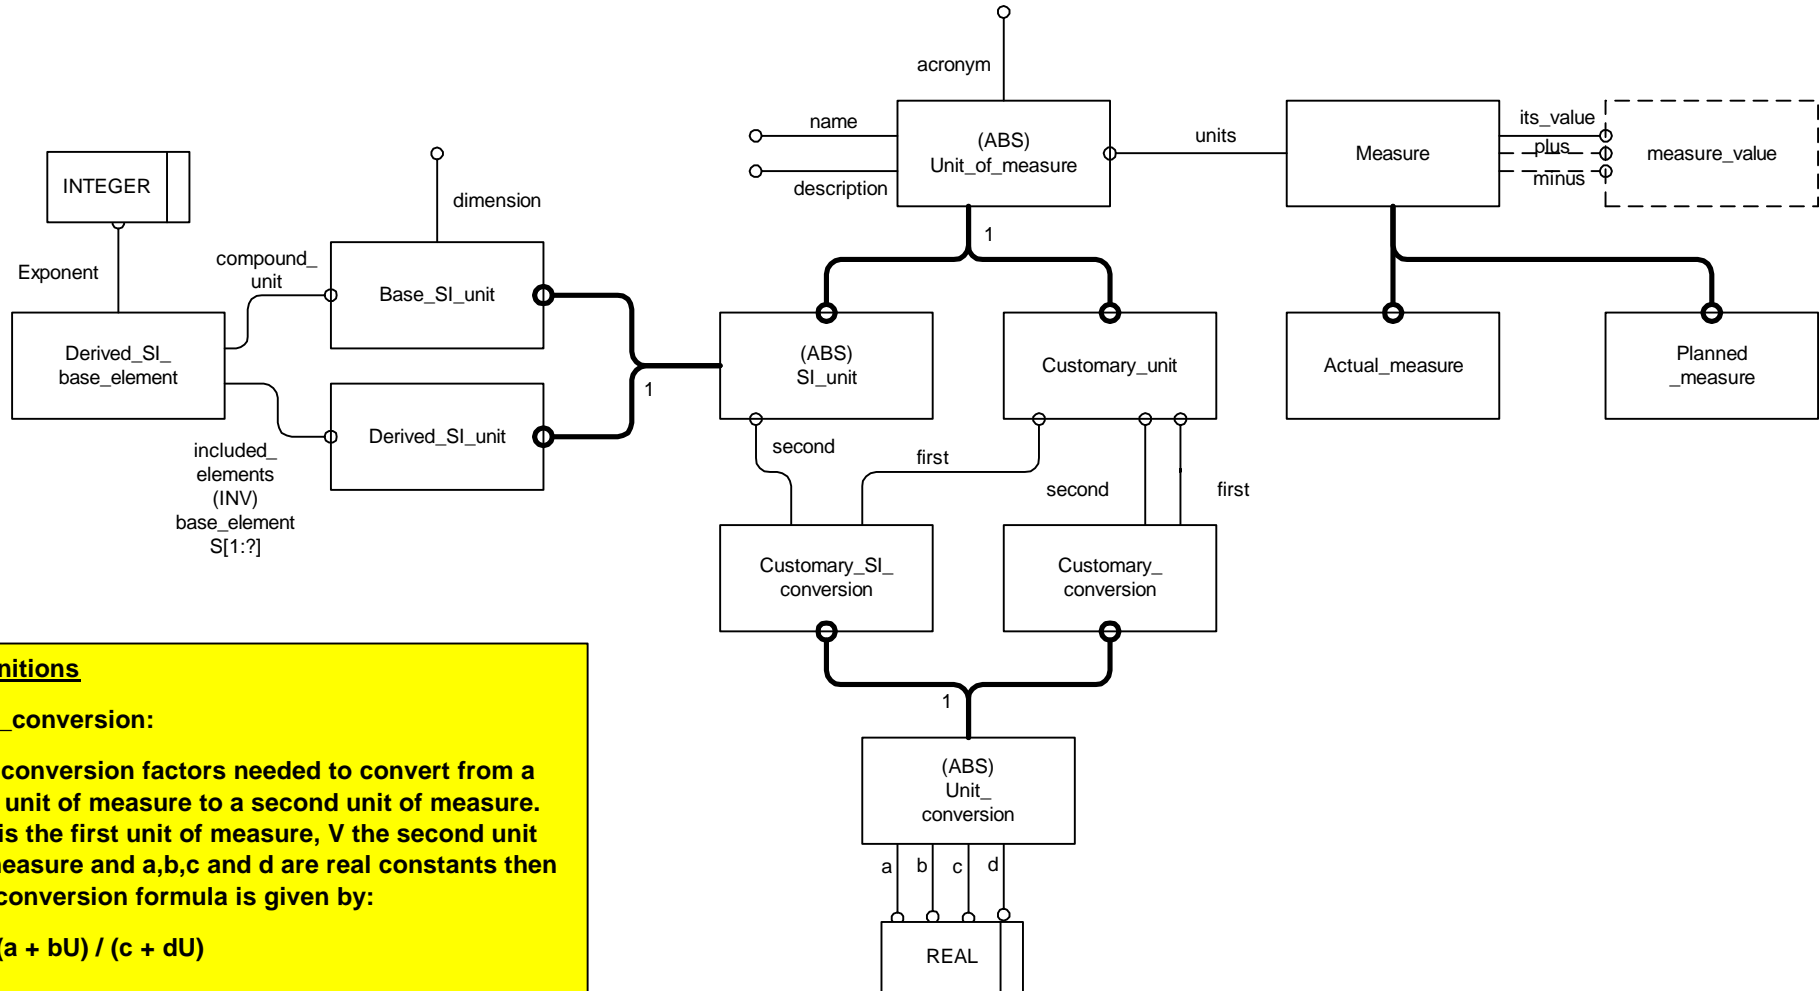 acronym
name
(ABS)
Unit_of_measure
description
units
Measure
its_value
plus_
minus
measure_value
INTEGER
dimension
1
Exponent
compound_
unit
Base_SI_unit
Derived_SI_
base_element
(ABS)
SI_unit
Customary_unit
Actual_measure
Planned
_measure
1
Derived_SI_unit
included_
elements
(INV)
base_element
S[1:?]
second
first
second
first
Customary_SI_
conversion
Customary_
conversion
1
(ABS)
Unit_
conversion
a
b
c
d
REAL
nitions
_conversion:
conversion factors needed to convert from a
unit of measure to a second unit of measure.
is the first unit of measure, V the second unit
measure and a,b,c and d are real constants then
conversion formula is given by:
(a + bU) / (c + dU)